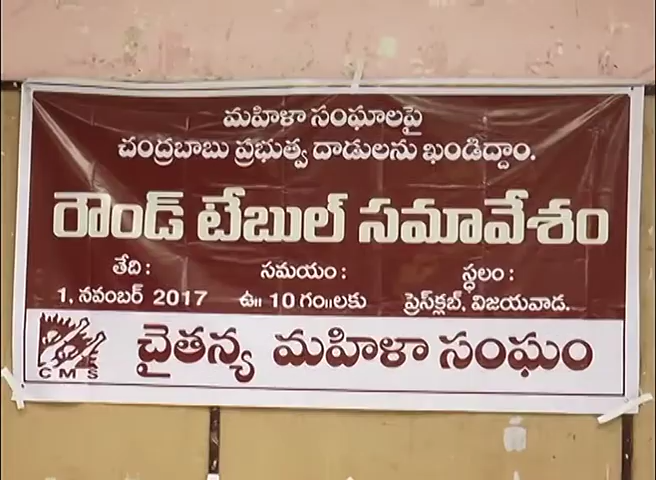 మహిళా సంఘాలపై
చంద్రబాబు ప్రభుత్వ దాడులను ఖండిద్దాం.
రౌండ్ టేబుల్ సమావేశం
తేది : సమయం : స్థలం :
1, నవంబర్ 2017 ఉ॥ 10 గం॥లకు ప్రెస్‌క్లబ్, విజయవాడ.
చైతన్య మహిళా సంఘం
CMS